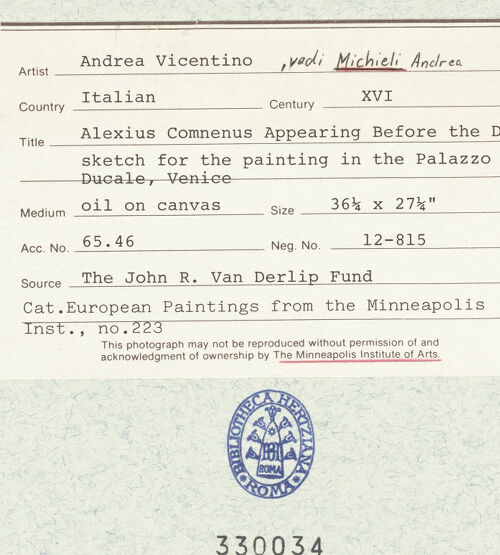 Artist Andrea Vicentino , vedi Michieli Andrea
Country Italian Century XVI
Title Alexius Comnenus Appearing Before the D
sketch for the painting in the Palazzo
Ducale, Venice
Medium oil on canvas Size 36¼ x 27¼"
Acc. No. 65.46 Neg. No. 12-815
Source The John R. Van Derlip Fund
Cat.European Paintings from the Minneapolis
Inst., no.223
This photograph may not be reproduced without permission of and
acknowledgment of ownership by The Minneapolis Institute of Arts.
BIBLIOTHECA HERTZIANA
ROMA
ROMA
330034